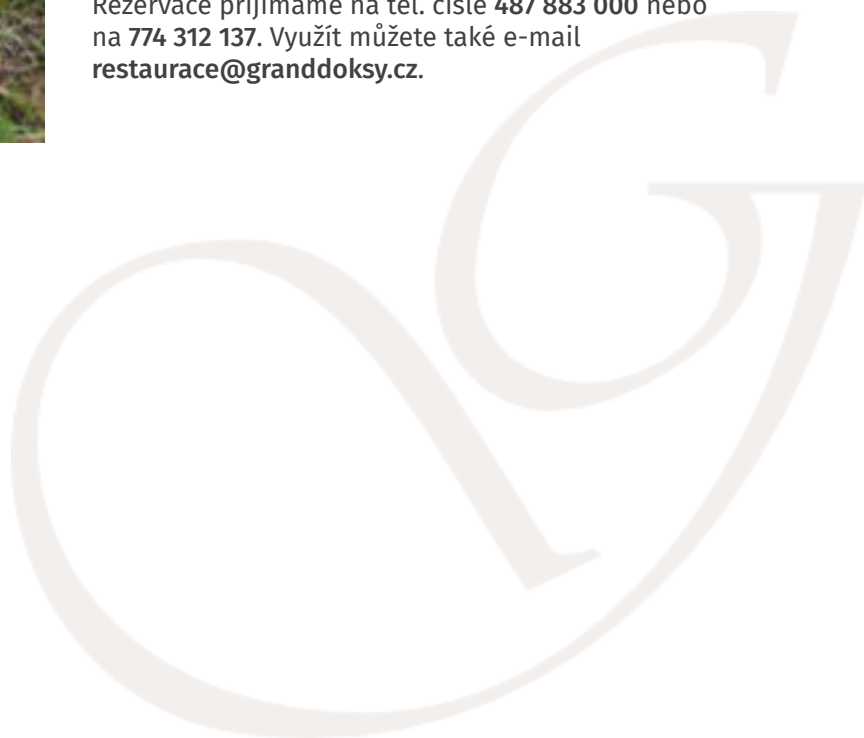 Rezervace přijímáme na tel. čísle 487 883 000 nebo
na 774 312 137. Využít můžete také e-mail
restaurace@granddoksy.cz.